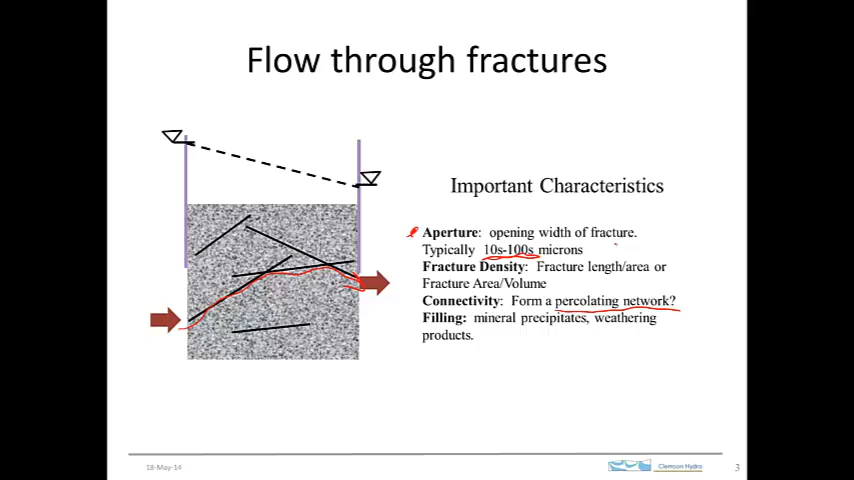 Flow through fractures
Important Characteristics
Aperture: opening width of fracture.
Typically 10s-100s microns
Fracture Density: Fracture length/area or
Fracture Area/Volume
Connectivity: Form a percolating network?
Filling: mineral precipitates, weathering
products.
18-May-14
Clemson Hydro
3